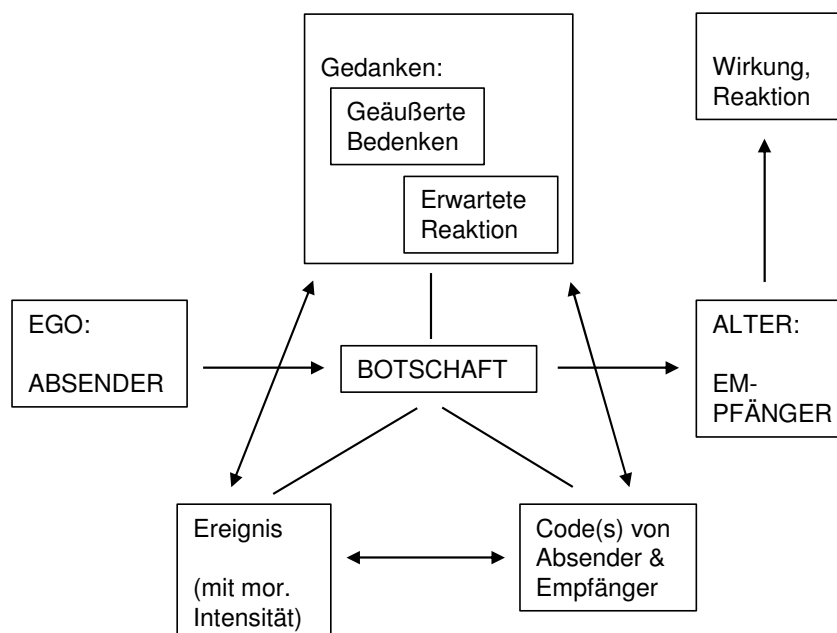 Gedanken:
Geäußerte
Bedenken
Erwartete
Reaktion
Wirkung,
Reaktion
EGO:
ABSENDER
BOTSCHAFT
ALTER:
EM-
PFÄNGER
Ereignis
(mit mor.
Intensität)
Code(s) von
Absender &
Empfänger